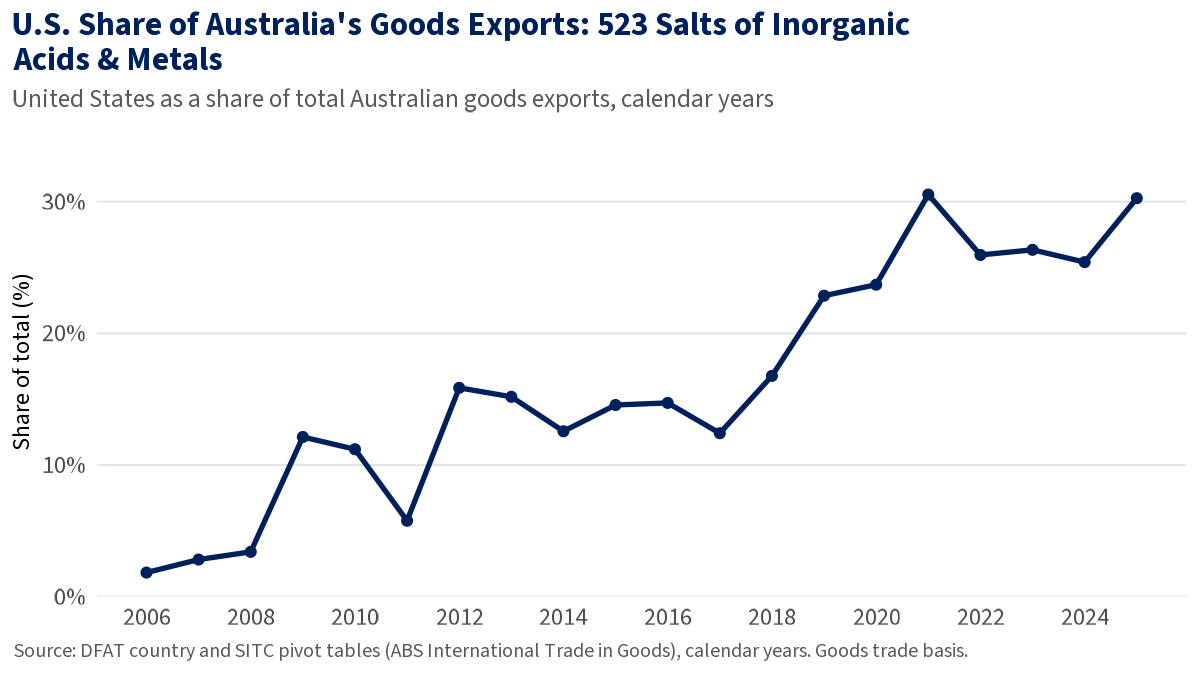 U.S. Share of Australia's Goods Exports: 523 Salts of Inorganic
Acids & Metals
United States as a share of total Australian goods exports, calendar years
Share of total (%)
30%
20%
10%
0%
2006 2008 2010 2012 2014 2016 2018 2020 2022 2024
Source: DFAT country and SITC pivot tables (ABS International Trade in Goods), calendar years. Goods trade basis.